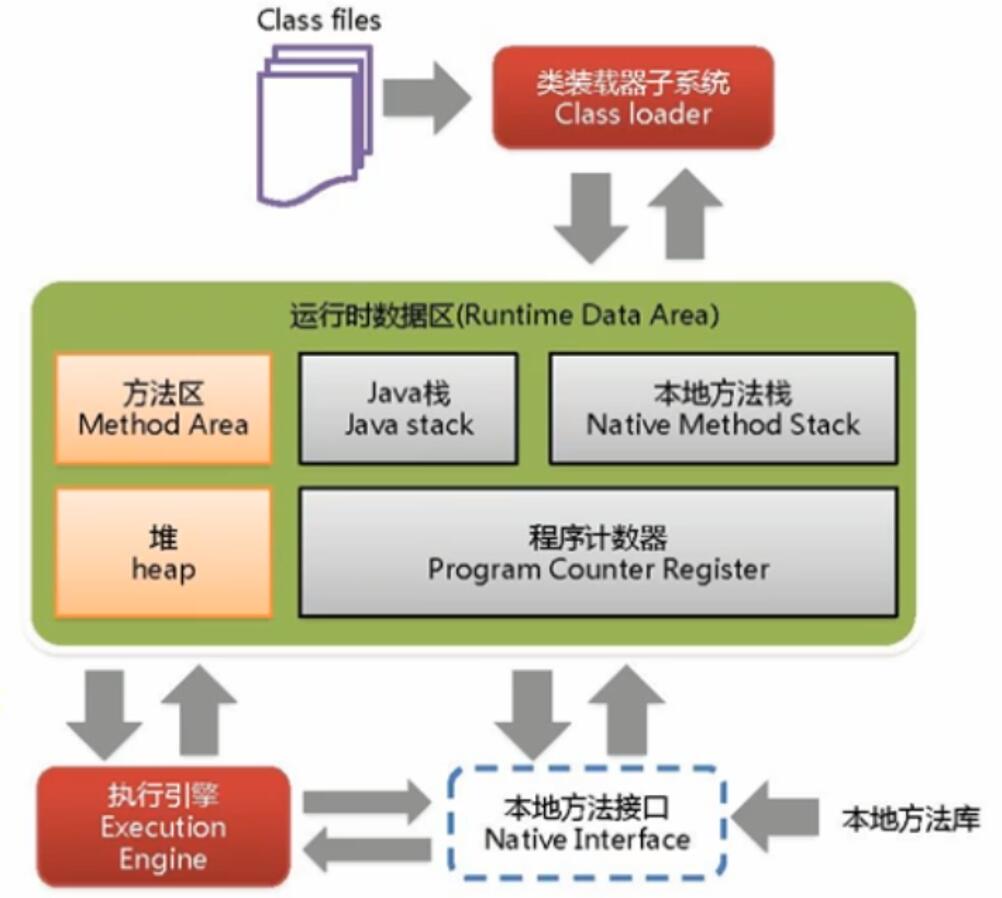 Class files
类装载器子系统
Class loader
运行时数据区(Runtime Data Area)
方法区
Method Area
Java栈
Java stack
本地方法栈
Native Method Stack
堆
heap
程序计数器
Program Counter Register
执行引擎
Execution
Engine
本地方法接口
Native Interface
本地方法库